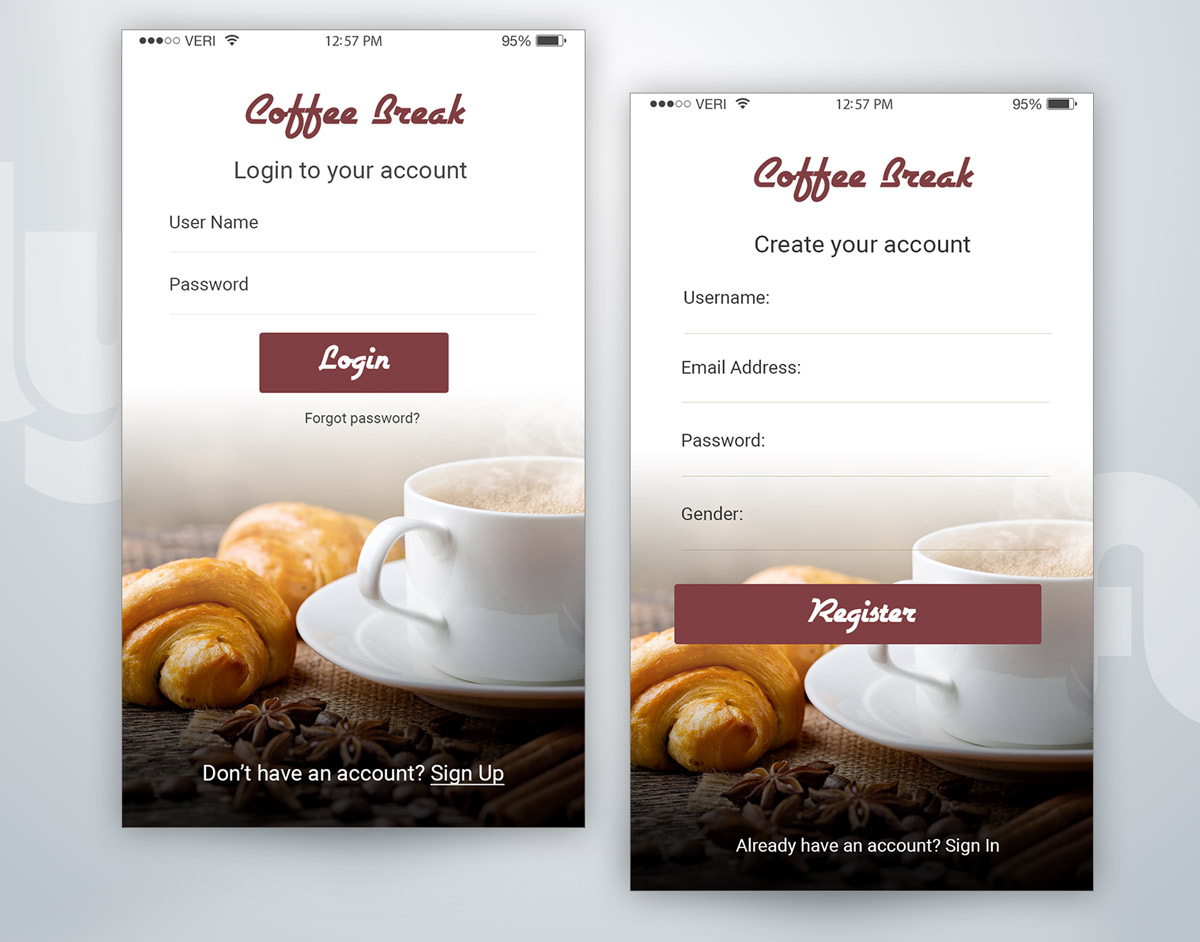 VERI 12:57 PM 95%
Coffee Break
Login to your account
User Name
Password
Login
Forgot password?
Don’t have an account? Sign Up
VERI 12:57 PM 95%
Coffee Break
Create your account
Username:
Email Address:
Password:
Gender:
Register
Already have an account? Sign In